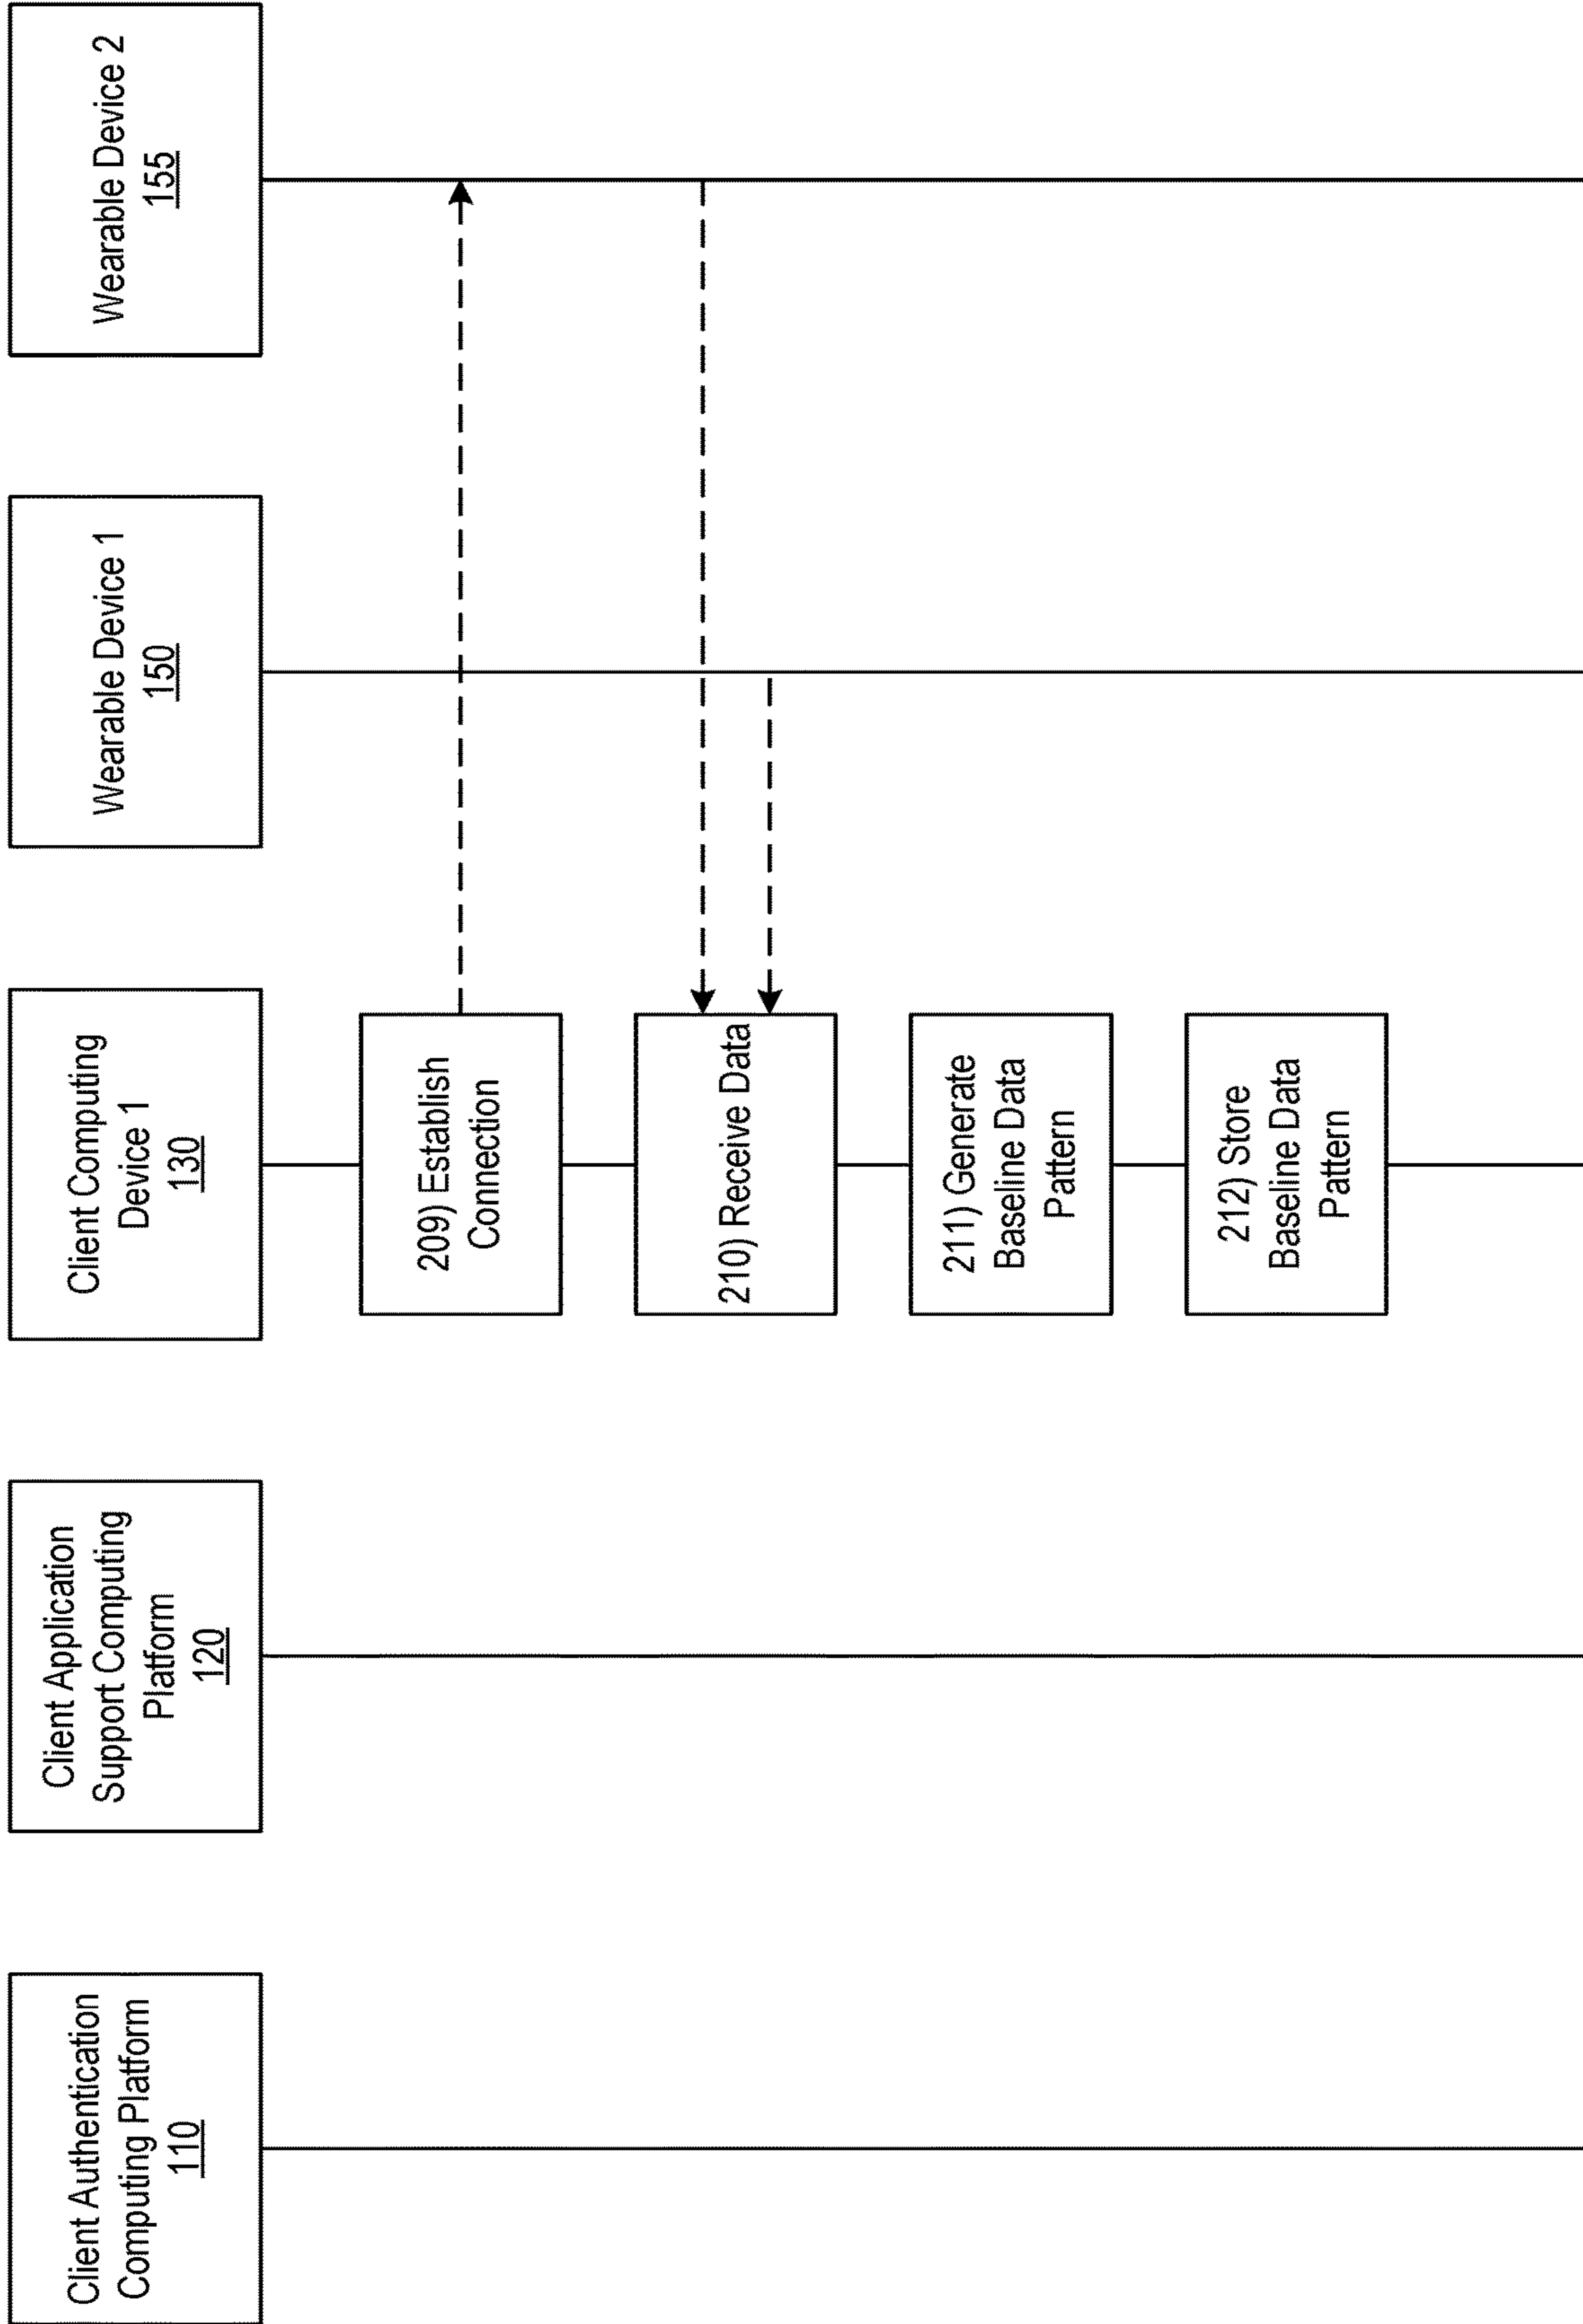 Client Authentication
Computing Platform
110
Client Application
Support Computing
Platform
120
Client Computing
Device 1
130
Wearable Device 1
150
Wearable Device 2
155
209) Establish
Connection
210) Receive Data
211) Generate
Baseline Data
Pattern
212) Store
Baseline Data
Pattern